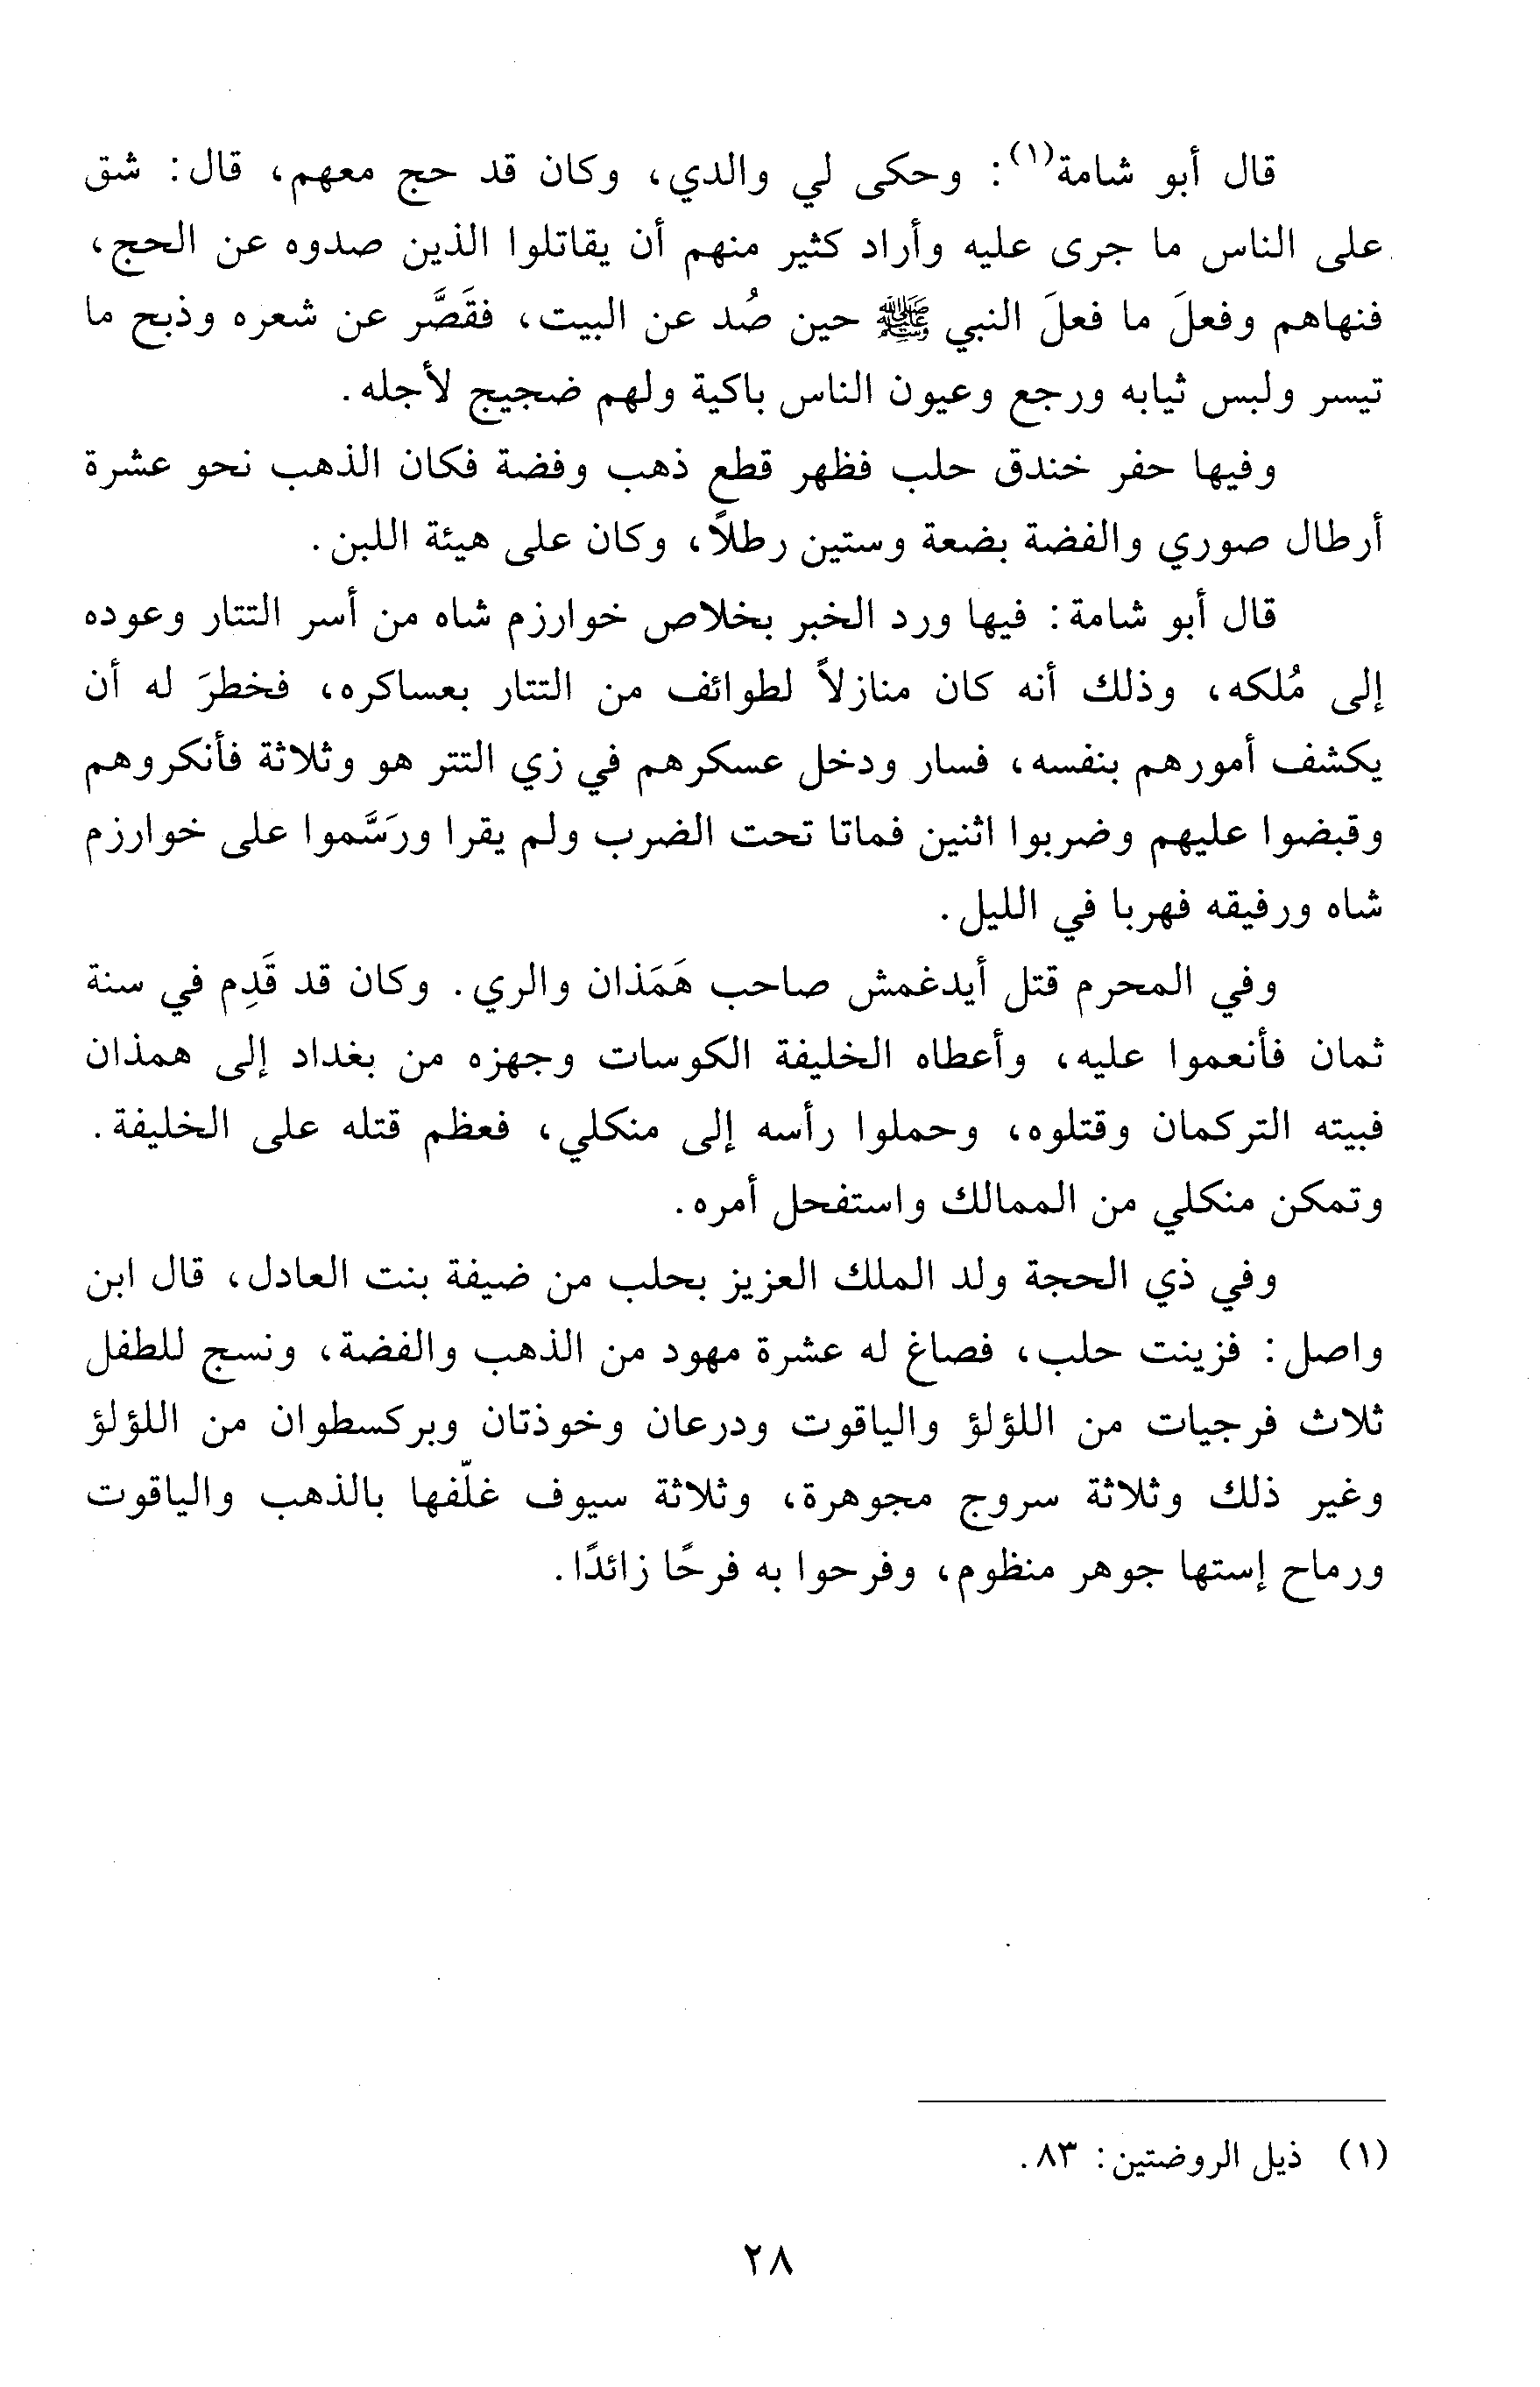 قال أبو شامة(١): وحكى لي والدي، وكان قد حج معهم، قال: شق
على الناس ما جرى عليه وأراد كثير منهم أن يقاتلوا الذين صدوه عن الحج،
فنهاهم وفعلَ ما فعلَ النبي ﷺ حين صُد عن البيت، فقَصَّر عن شعره وذبح ما
تيسر ولبس ثيابه ورجع وعيون الناس باكية ولهم ضجيج لأجله.
وفيها حفر خندق حلب فظهر قطع ذهب وفضة فكان الذهب نحو عشرة
أرطال صوري والفضة بضعة وستين رطلاً، وكان على هيئة اللبن.
قال أبو شامة: فيها ورد الخبر بخلاص خوارزم شاه من أسر التتار وعوده
إلى مُلكه، وذلك أنه كان منازلاً لطوائف من التتار بعساكره، فخطرَ له أن
يكشف أمورهم بنفسه، فسار ودخل عسكرهم في زي التتر هو وثلاثة فأنكروهم
وقبضوا عليهم وضربوا اثنين فماتا تحت الضرب ولم يقرا ورَسَّموا على خوارزم
شاه ورفيقه فهربا في الليل.
وفي المحرم قتل أيدغمش صاحب هَمَذان والري. وكان قد قَدِم في سنة
ثمان فأنعموا عليه، وأعطاه الخليفة الكوسات وجهزه من بغداد إلى همذان
فبيته التركمان وقتلوه، وحملوا رأسه إلى منكلي، فعظم قتله على الخليفة.
وتمكن منكلي من الممالك واستفحل أمره.
وفي ذي الحجة ولد الملك العزيز بحلب من ضيفة بنت العادل، قال ابن
واصل: فزينت حلب، فصاغ له عشرة مهود من الذهب والفضة، ونسج للطفل
ثلاث فرجيات من اللؤلؤ والياقوت ودرعان وخوذتان وبركسطوان من اللؤلؤ
وغير ذلك وثلاثة سروج مجوهرة، وثلاثة سيوف غلّفها بالذهب والياقوت
ورماح إستها جوهر منظوم، وفرحوا به فرحًا زائدًا.
(١) ذيل الروضتين: ٨٣.
٢٨